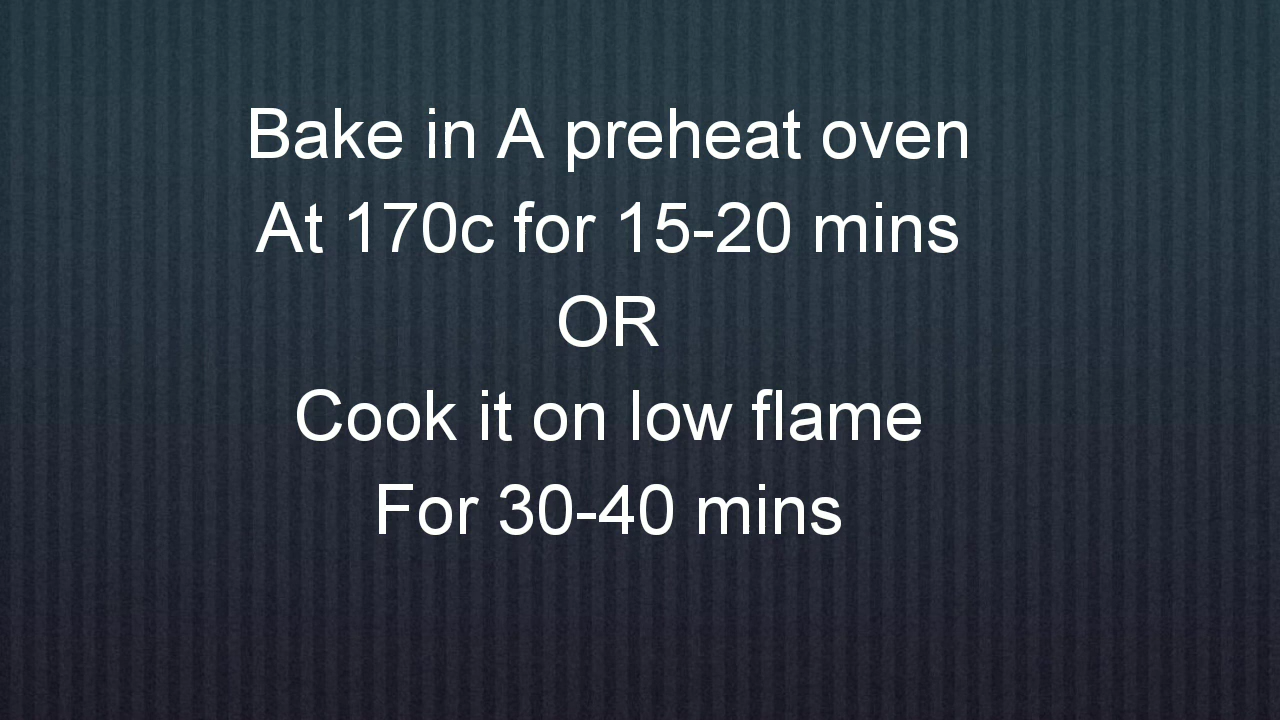 Bake in A preheat oven
At 170c for 15-20 mins
OR
Cook it on low flame
For 30-40 mins